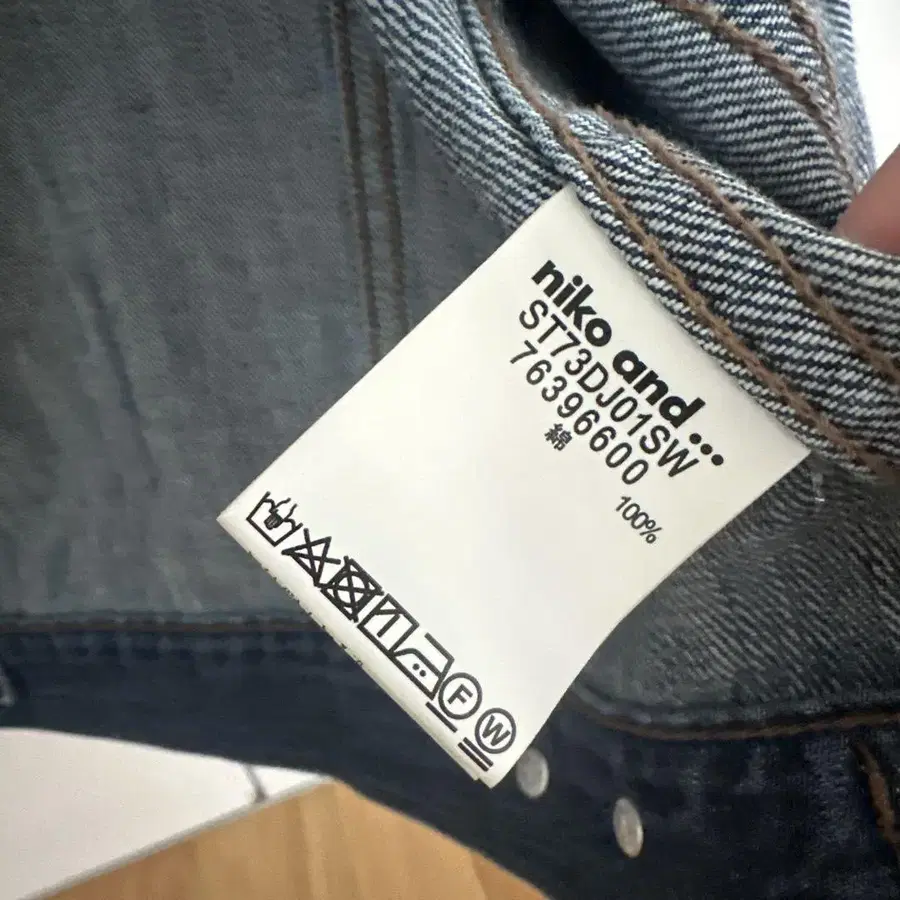 niko and...
ST73DJ01SW
76396600
綿 100%
F W